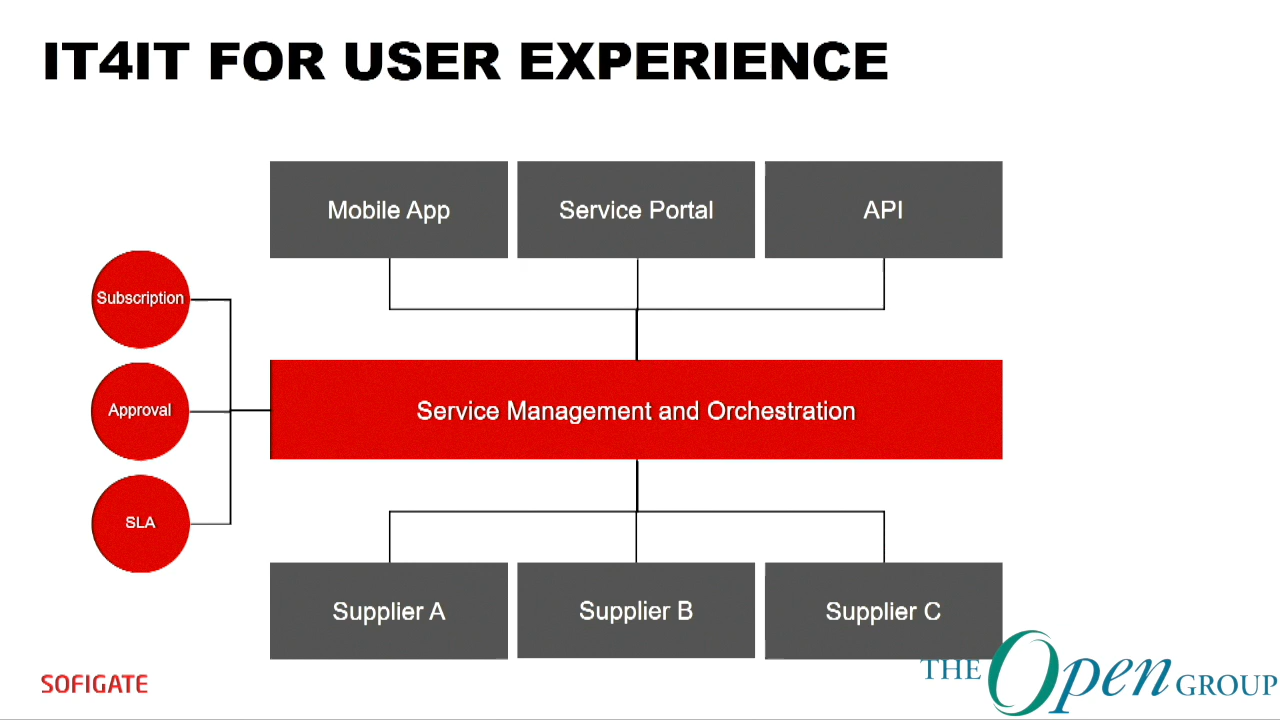 IT4IT FOR USER EXPERIENCE
Mobile App
Service Portal
API
Subscription
Approval
SLA
Service Management and Orchestration
Supplier A
Supplier B
Supplier C
SOFIGATE
THE Open GROUP